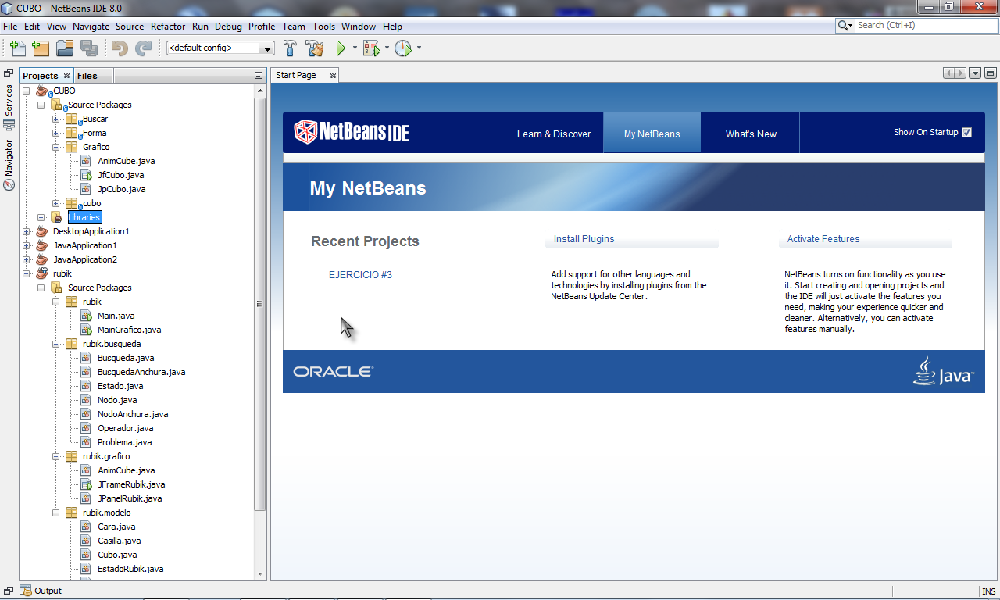 CUBO - NetBeans IDE 8.0
File Edit View Navigate Source Refactor Run Debug Profile Team Tools Window Help
Search (Ctrl+I)
<default config>
Projects
Files
Services
Navigator
CUBO
Source Packages
Buscar
Forma
Grafico
AnimCube.java
JfCubo.java
JpCubo.java
cubo
Libraries
DesktopApplication1
JavaApplication1
JavaApplication2
rubik
Source Packages
rubik
Main.java
MainGrafico.java
rubik.busqueda
Busqueda.java
BusquedaAnchura.java
Estado.java
Nodo.java
NodoAnchura.java
Operador.java
Problema.java
rubik.grafico
AnimCube.java
JFrameRubik.java
JPanelRubik.java
rubik.modelo
Cara.java
Casilla.java
Cubo.java
EstadoRubik.java
Start Page
NetBeans IDE
Learn & Discover
My NetBeans
What's New
Show On Startup
My NetBeans
Recent Projects
EJERCICIO #3
Install Plugins
Add support for other languages and
technologies by installing plugins from the
NetBeans Update Center.
Activate Features
NetBeans turns on functionality as you use
it. Start creating and opening projects and
the IDE will just activate the features you
need, making your experience quicker and
cleaner. Alternatively, you can activate
features manually.
ORACLE
Java
Output
INS